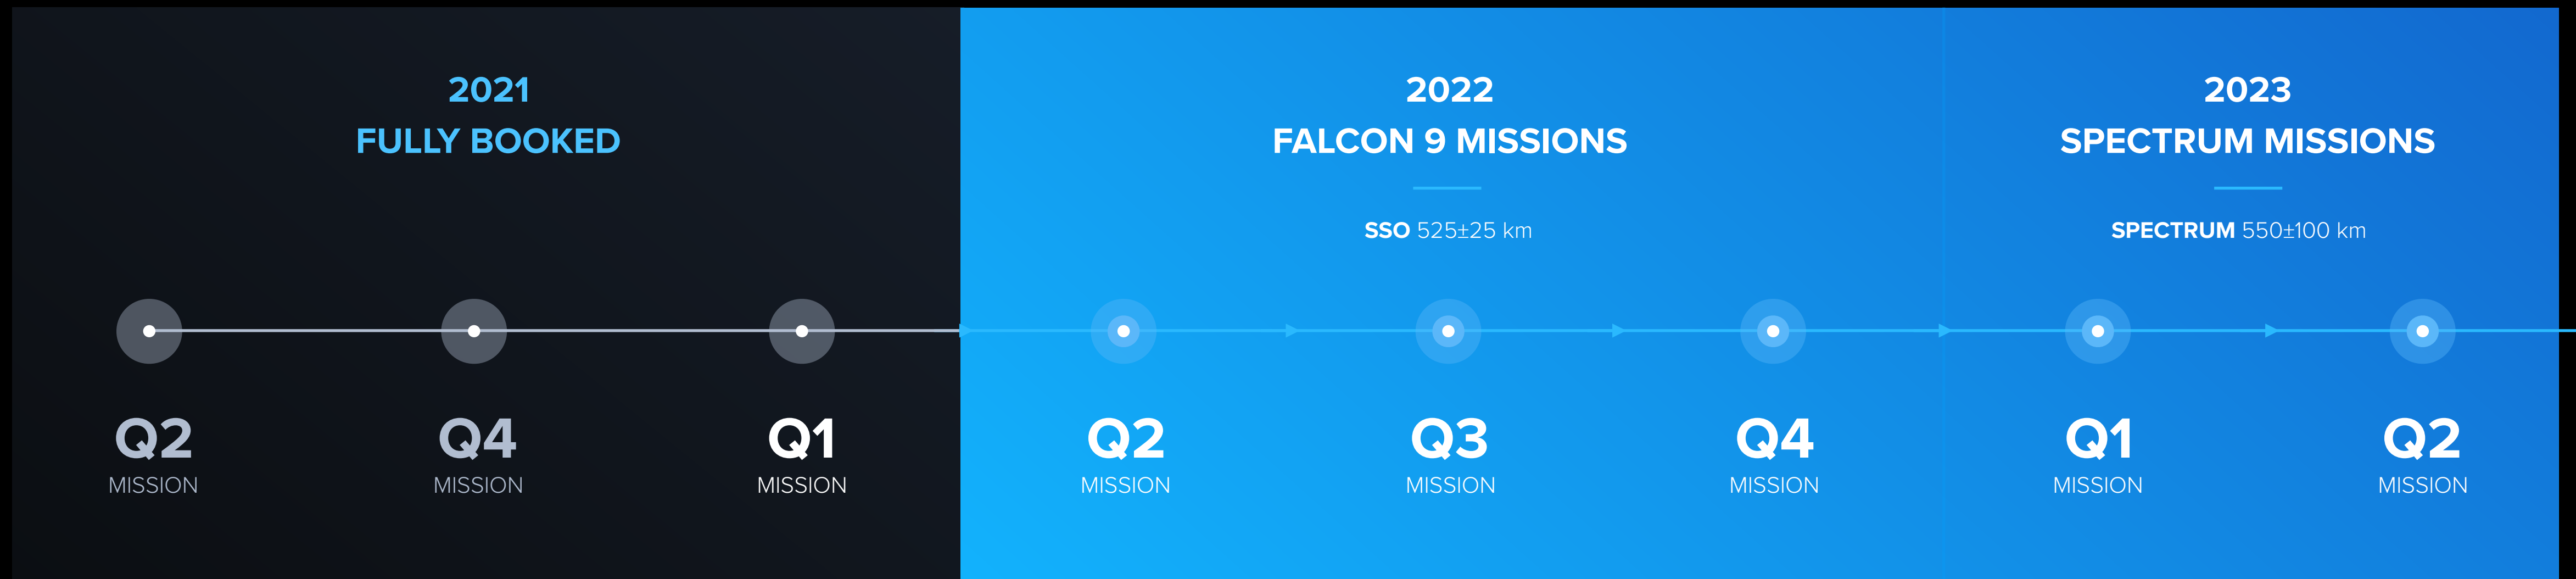 2021
FULLY BOOKED
Q2
MISSION
Q4
MISSION
Q1
MISSION
2022
FALCON 9 MISSIONS
SSO 525±25 km
Q2
MISSION
Q3
MISSION
Q4
MISSION
2023
SPECTRUM MISSIONS
SPECTRUM 550±100 km
Q1
MISSION
Q2
MISSION